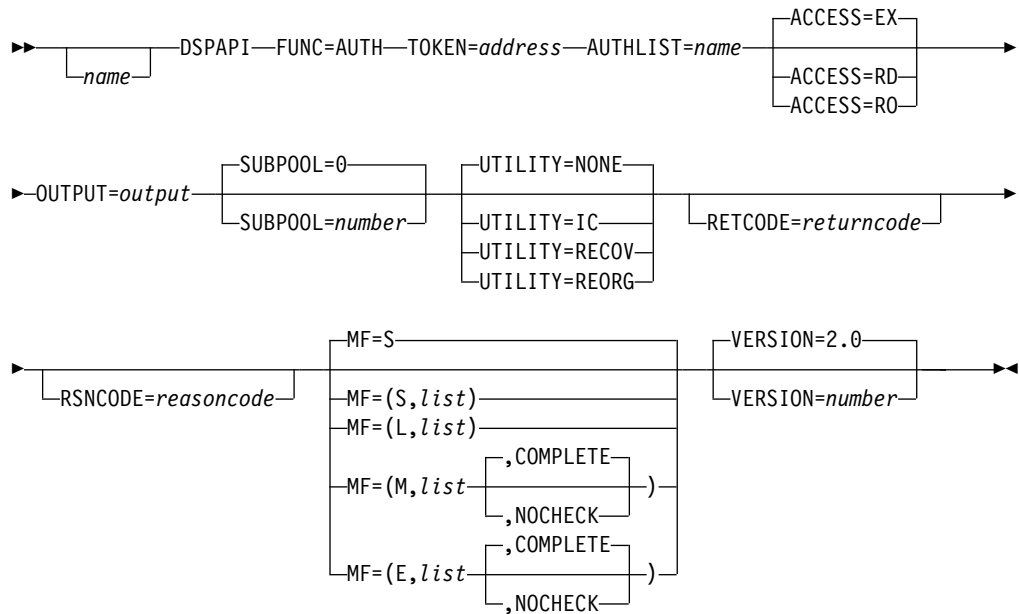 ACCESS=EX
DSPAPI FUNC=AUTH TOKEN=address AUTHLIST=name
name
ACCESS=RD
ACCESS=RO
SUBPOOL=0 UTILITY=NONE
OUTPUT=output
SUBPOOL=number UTILITY=IC RETCODE=returncode
UTILITY=RECOV
UTILITY=REORG
MF=S VERSION=2.0
RSNCODE=reasoncode MF=(S,list) VERSION=number
MF=(L,list)
,COMPLETE
MF=(M,list )
,NOCHECK
,COMPLETE
MF=(E,list )
,NOCHECK